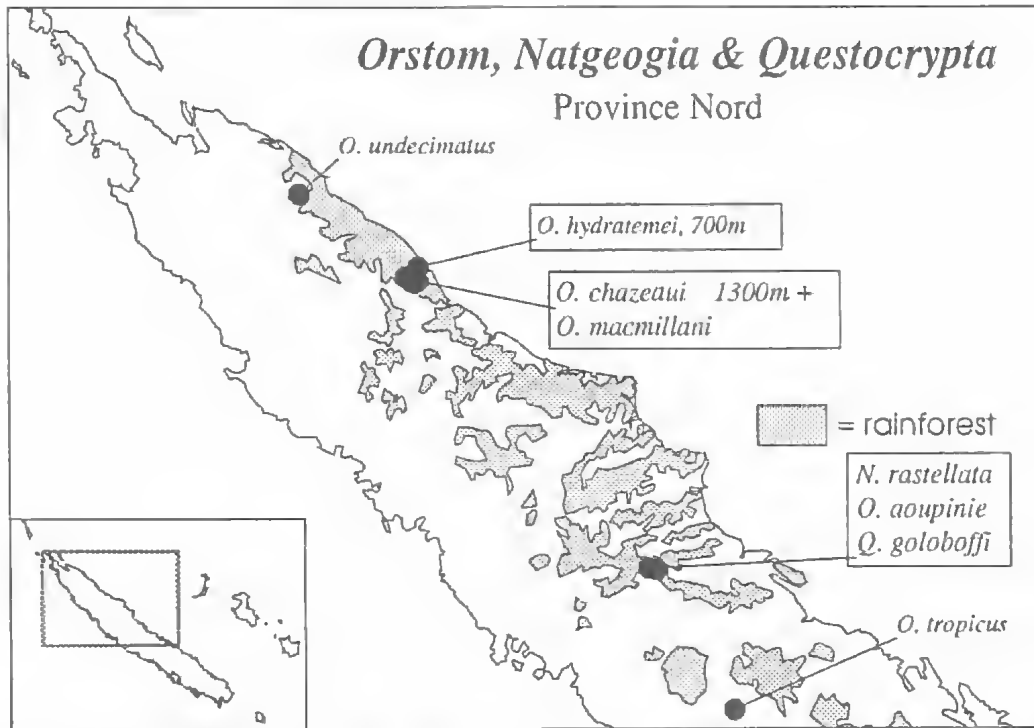 Orstom, Natgeogia & Questocrypta
Province Nord
O. undecimatus
O. hydratemei, 700m
O. chazeaui 1300m +
O. macmillani
= rainforest
N. rastellata
O. aoupinie
Q. goloboffi
O. tropicus